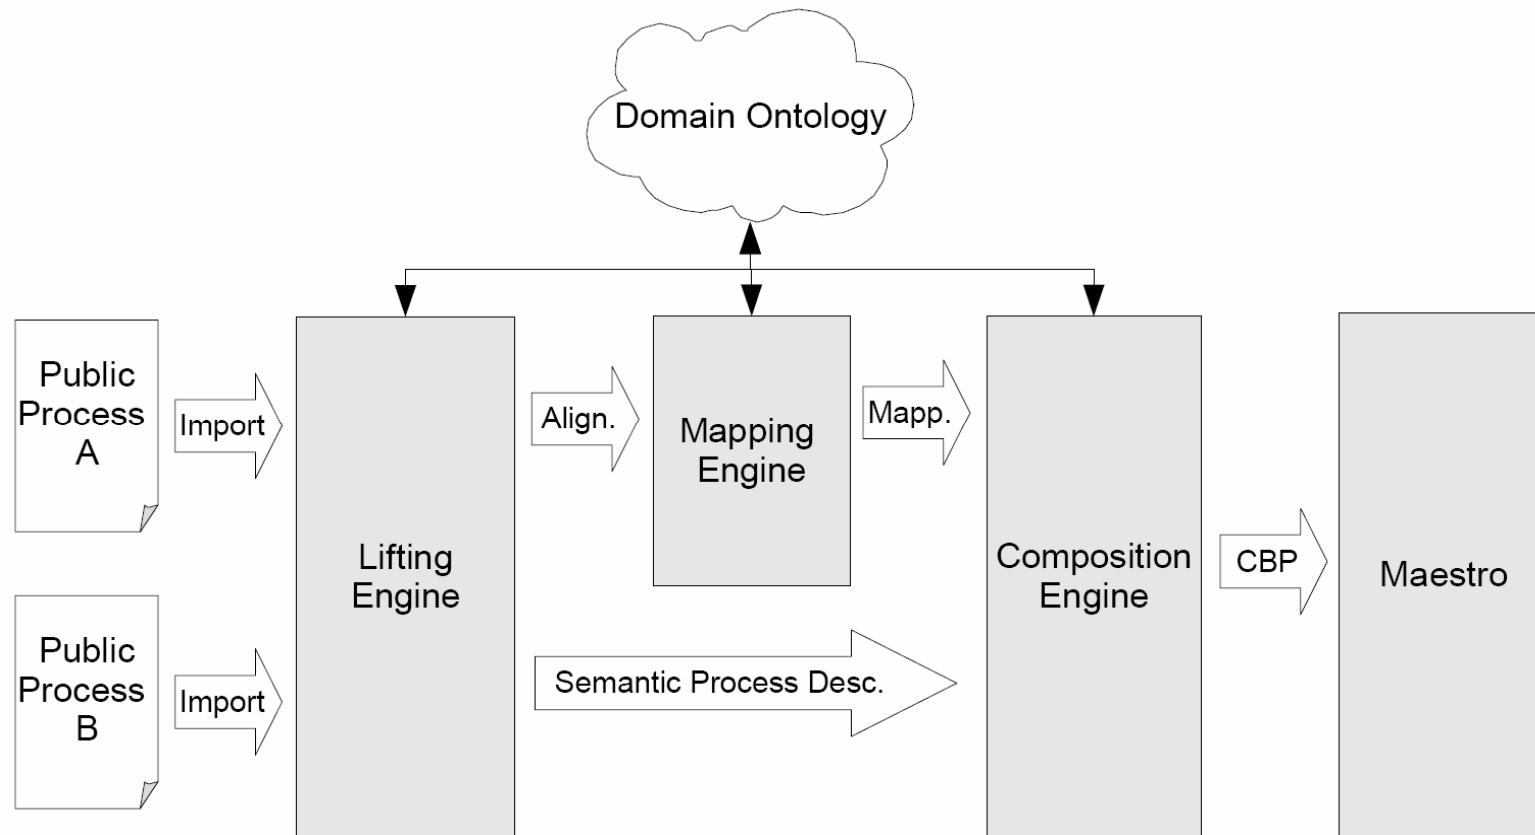 Domain Ontology
Public
Process
A
Import
Lifting
Engine
Align.
Mapping
Engine
Mapp.
Composition
Engine
CBP
Maestro
Public
Process
B
Import
Semantic Process Desc.